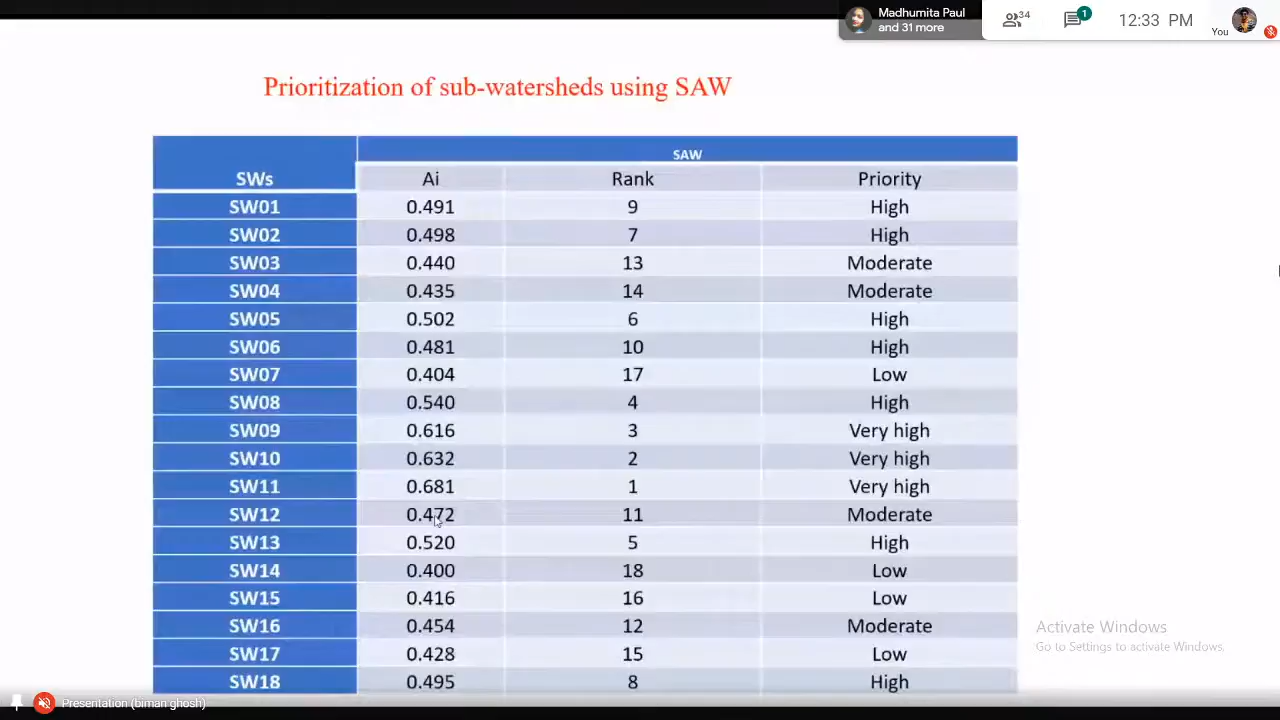 Madhumita Paul
and 31 more
34
1
12:33 PM
You
Prioritization of sub-watersheds using SAW
SWs SAW
Ai Rank Priority
SW01 0.491 9 High
SW02 0.498 7 High
SW03 0.440 13 Moderate
SW04 0.435 14 Moderate
SW05 0.502 6 High
SW06 0.481 10 High
SW07 0.404 17 Low
SW08 0.540 4 High
SW09 0.616 3 Very high
SW10 0.632 2 Very high
SW11 0.681 1 Very high
SW12 0.472 11 Moderate
SW13 0.520 5 High
SW14 0.400 18 Low
SW15 0.416 16 Low
SW16 0.454 12 Moderate
SW17 0.428 15 Low
SW18 0.495 8 High
Activate Windows
Go to Settings to activate Windows.
Presentation (biman ghosh)